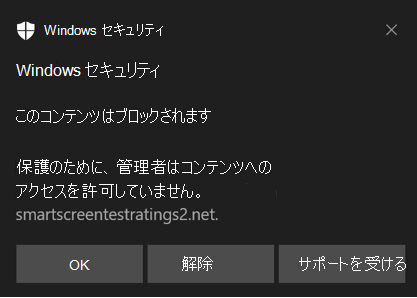 Windows セキュリティ
Windows セキュリティ
このコンテンツはブロックされます
保護のために、管理者はコンテンツへの
アクセスを許可していません。
smartscreentestratings2.net.
OK
解除
サポートを受ける